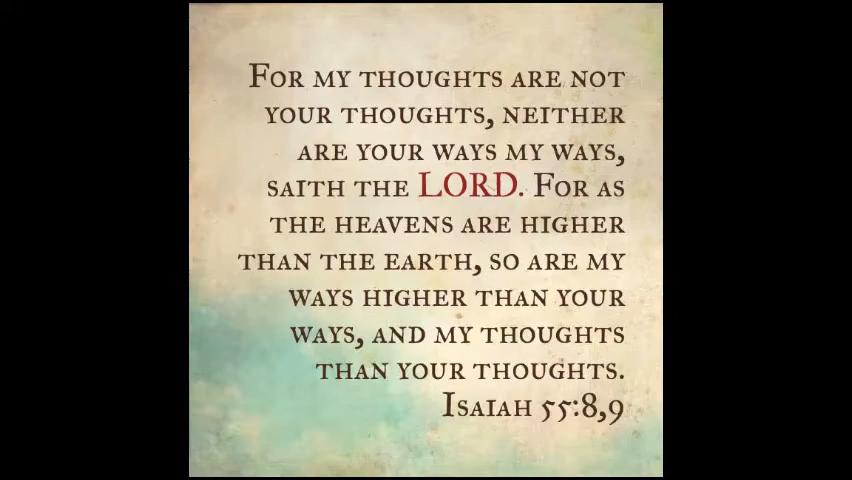 For my thoughts are not
your thoughts, neither
are your ways my ways,
saith the LORD. For as
the heavens are higher
than the earth, so are my
ways higher than your
ways, and my thoughts
than your thoughts.
Isaiah 55:8,9